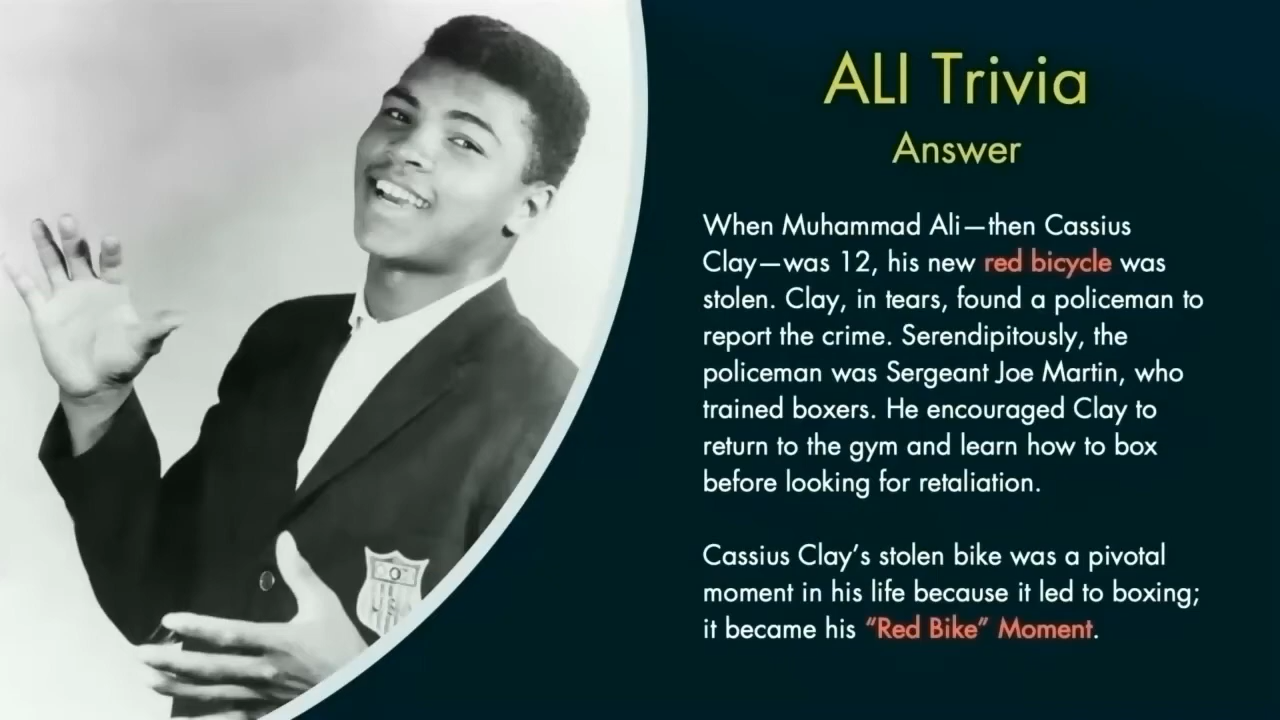 ALI Trivia
Answer
When Muhammad Ali—then Cassius
Clay—was 12, his new red bicycle was
stolen. Clay, in tears, found a policeman to
report the crime. Serendipitously, the
policeman was Sergeant Joe Martin, who
trained boxers. He encouraged Clay to
return to the gym and learn how to box
before looking for retaliation.
Cassius Clay’s stolen bike was a pivotal
moment in his life because it led to boxing;
it became his “Red Bike” Moment.